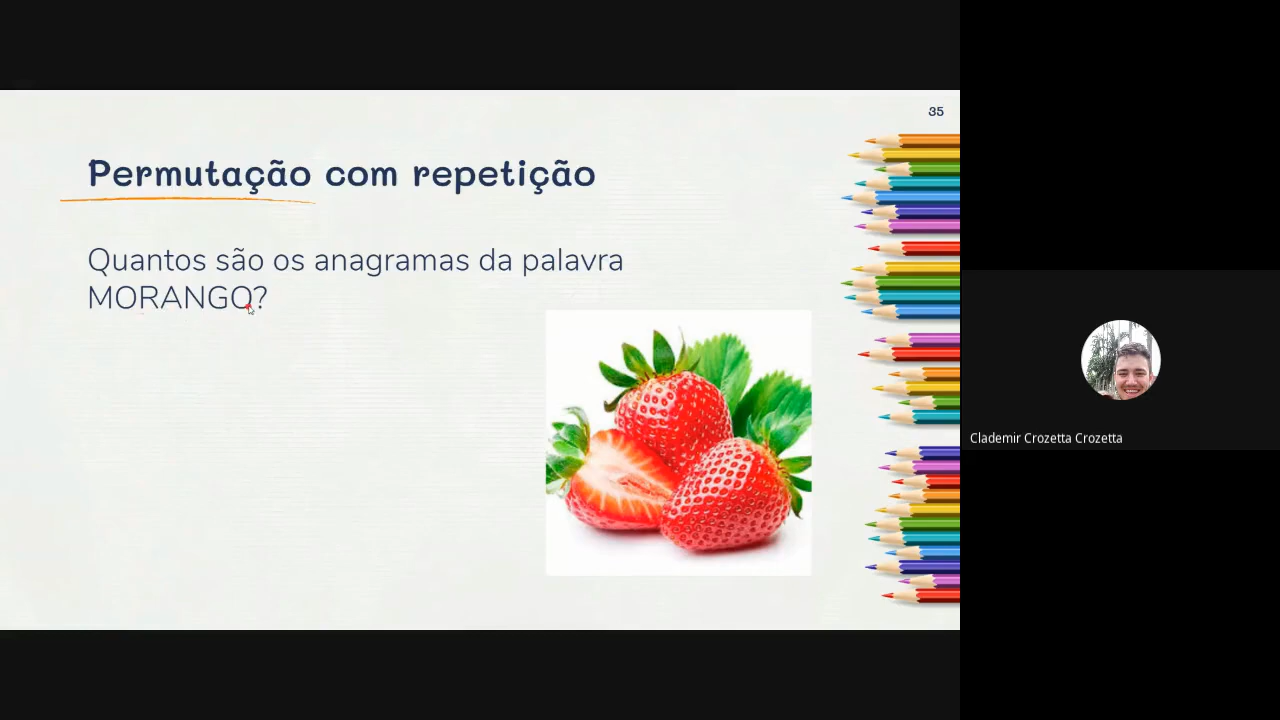 35
Permutação com repetição
Quantos são os anagramas da palavra
MORANGO?
Clademir Crozetta Crozetta